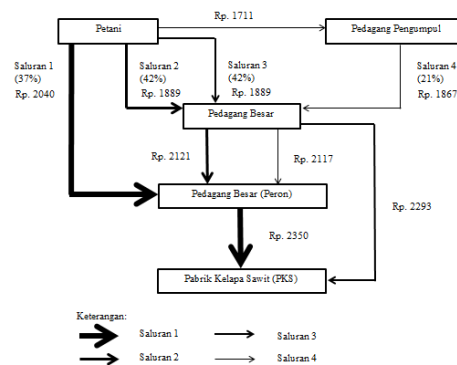 Rp. 1711
Petani
Pedagang Pengumpul
Saluran 1
(37%)
Rp. 2040
Saluran 2
(42%)
Rp. 1889
Saluran 3
(42%)
Rp. 1889
Saluran 4
(21%)
Rp. 1867
Pedagang Besar
Rp. 2121
Rp. 2117
Pedagang Besar (Peron)
Rp. 2293
Rp. 2350
Pabrik Kelapa Sawit (PKS)
Keterangan:
Saluran 1
Saluran 3
Saluran 2
Saluran 4